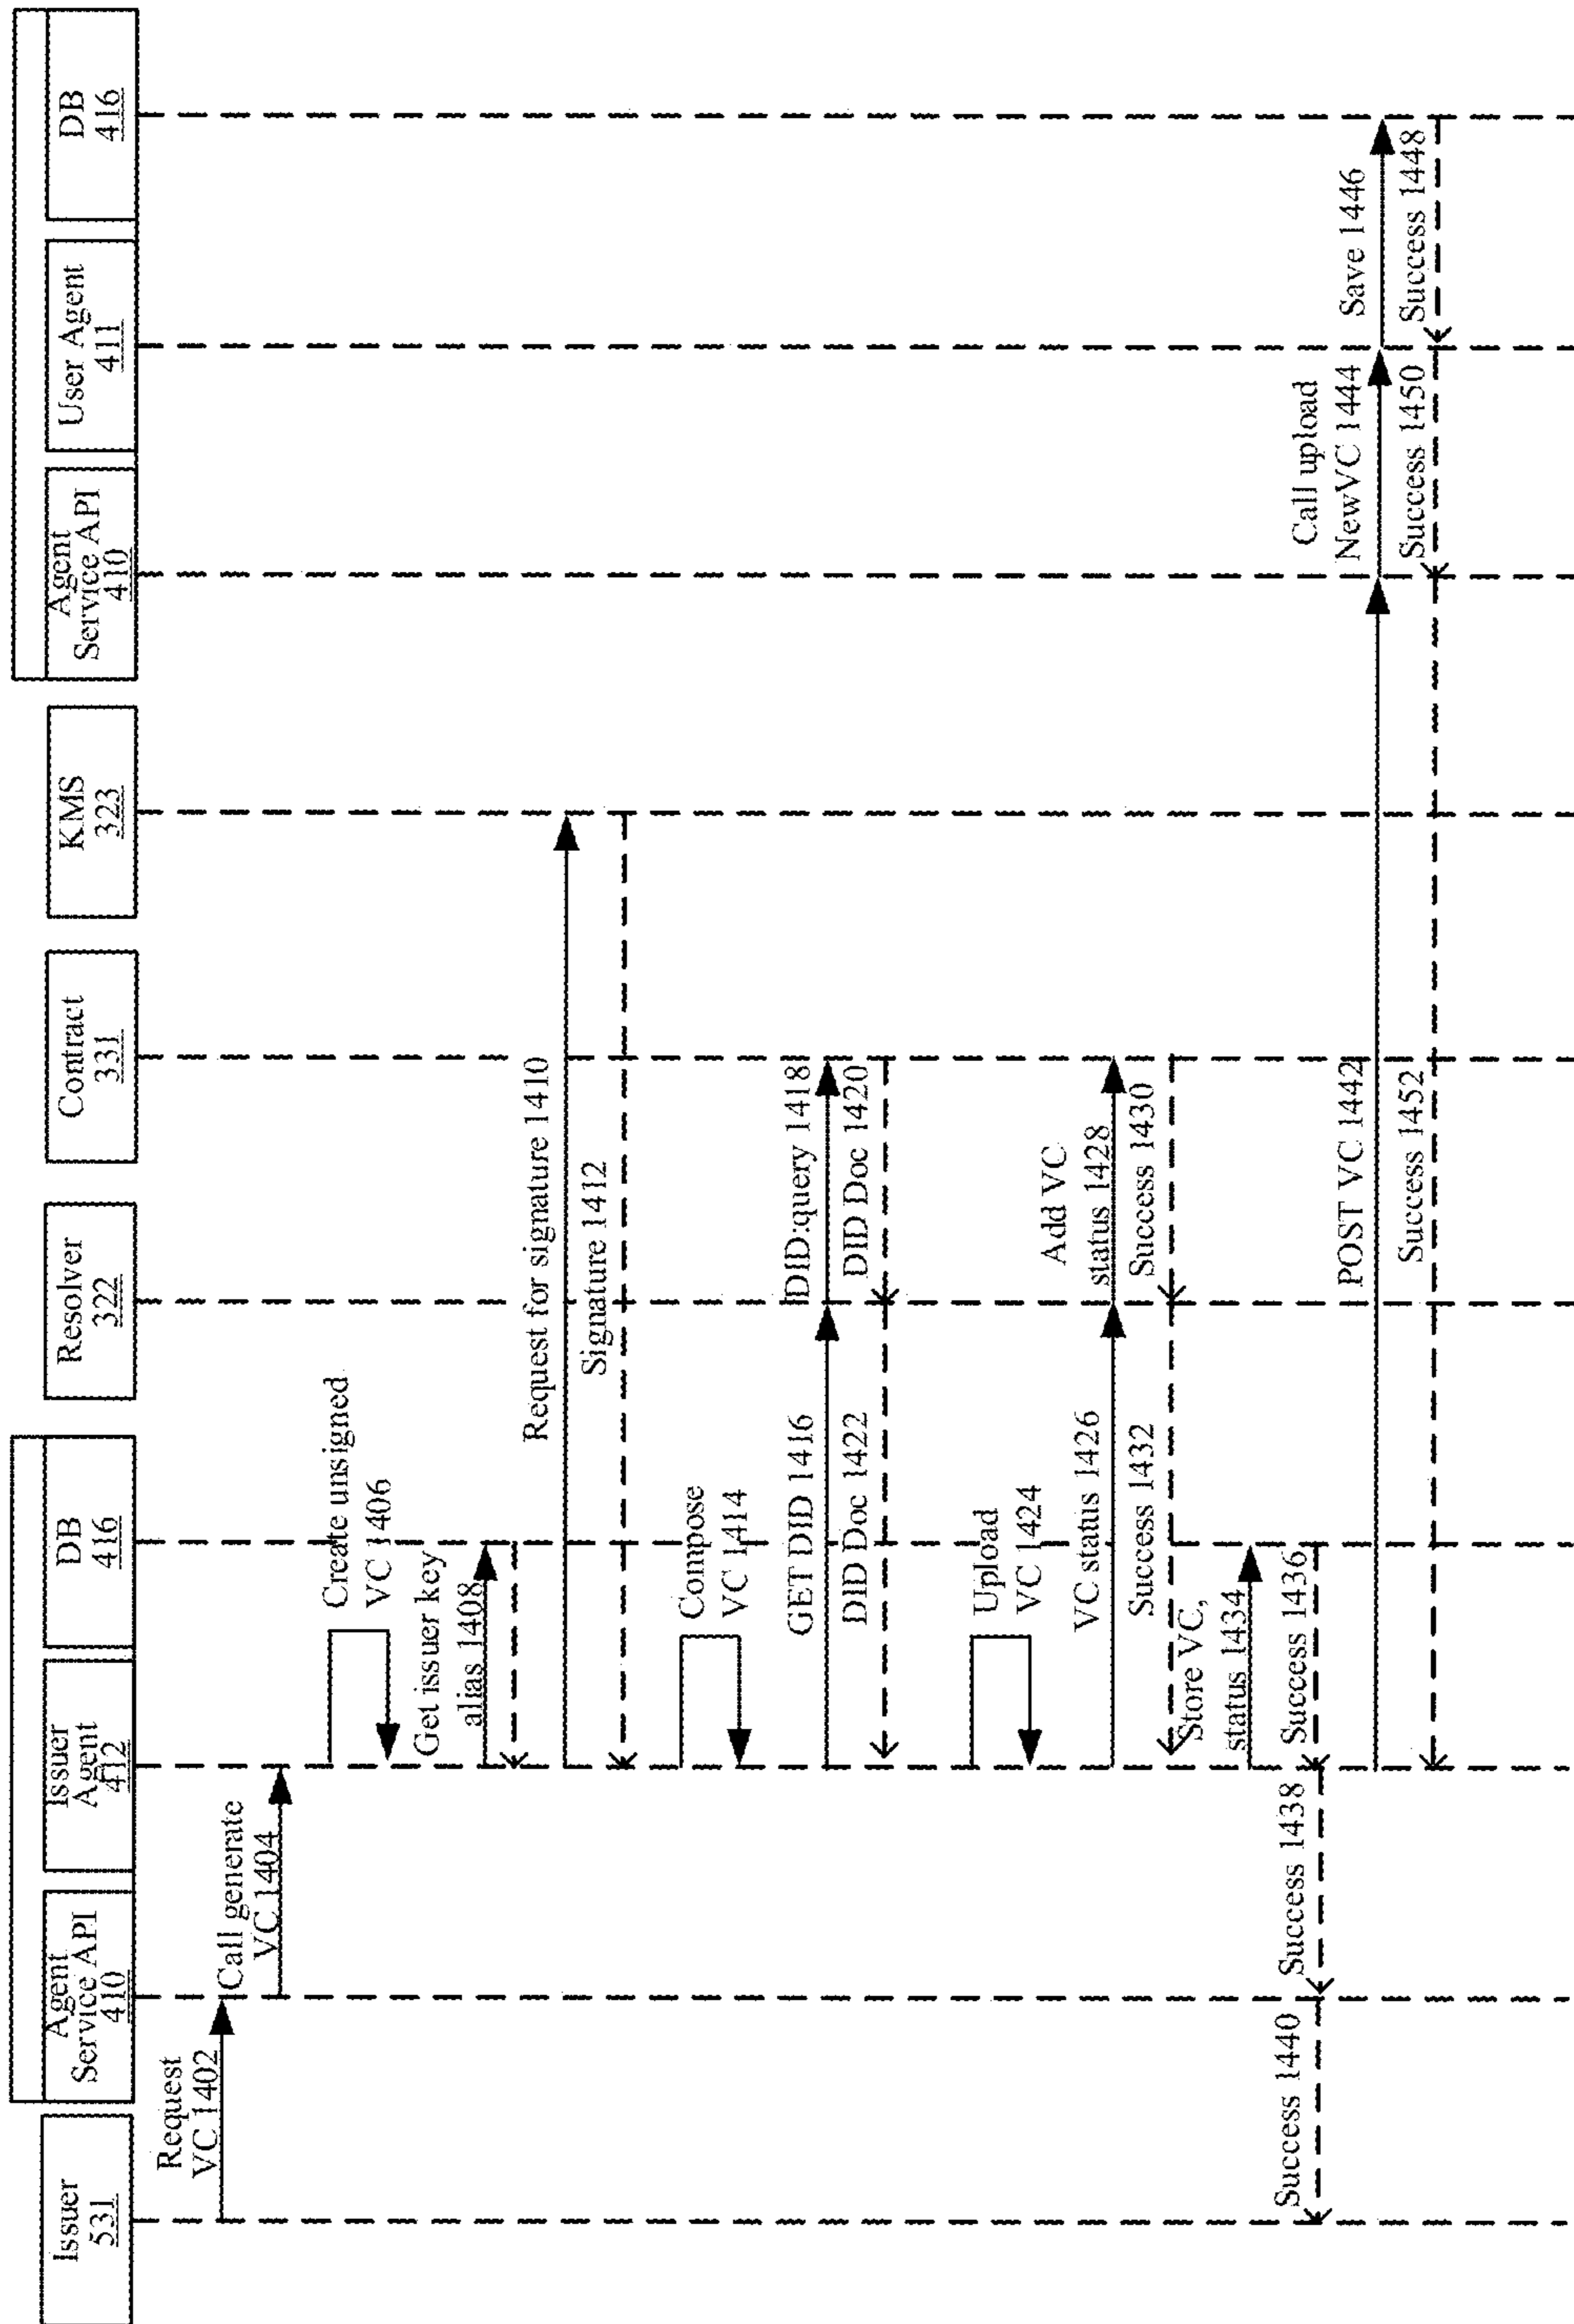 Issuer
531
Agent
Service API
410
Issuer
Agent
412
DB
416
Resolver
322
Contract
331
KMS
323
Agent
Service API
410
User Agent
411
DB
416
Request
VC 1402
Call generate
VC 1404
Create unsigned
VC 1406
Get issuer key
alias 1408
Request for signature 1410
Signature 1412
Compose
VC 1414
GET DID 1416
DID:query 1418
DID Doc 1422
DID Doc 1420
Upload
VC 1424
VC status 1426
Add VC
status 1428
Success 1432
Success 1430
Store VC,
status 1434
Success 1440
Success 1438
Success 1436
POST VC 1442
Call upload
NewVC 1444
Save 1446
Success 1452
Success 1450
Success 1448